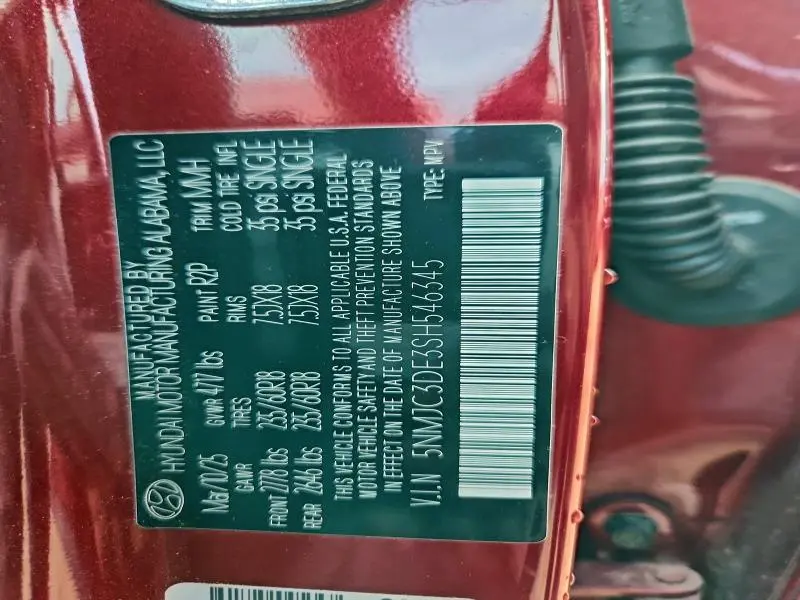 MANUFACTURED BY
HYUNDAI MOTOR MANUFACTURING ALABAMA, LLC
Mar/10/25 GVWR 4777 lbs PAINT R2P TRIM MMH
GAWR TIRES RIMS COLD TIRE INFL
FRONT 2778 lbs 235/60R18 7.5JX18 35 psi SINGLE
REAR 2646 lbs 235/60R18 7.5JX18 35 psi SINGLE
THIS VEHICLE CONFORMS TO ALL APPLICABLE U.S.A. FEDERAL
MOTOR VEHICLE SAFETY AND THEFT PREVENTION STANDARDS
IN EFFECT ON THE DATE OF MANUFACTURE SHOWN ABOVE.
V.I.N 5NMJC3DE3SH546345 TYPE: MPV